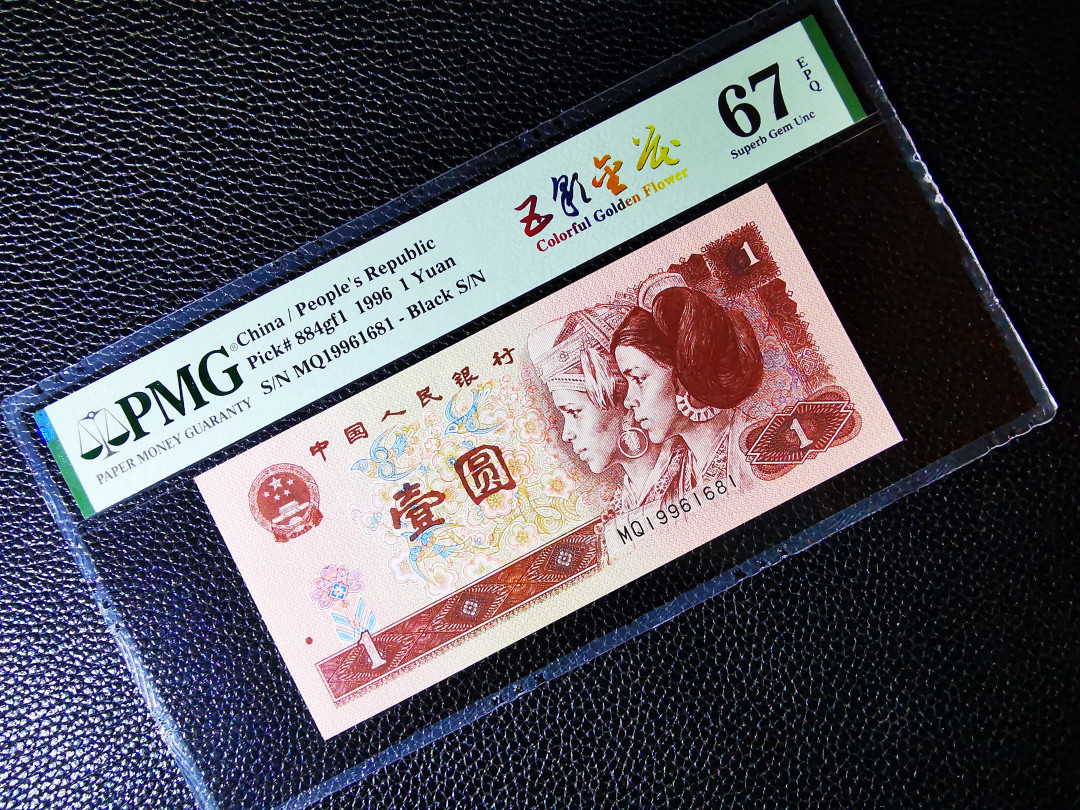 PMG®
PAPER MONEY GUARANTY
China / People's Republic
Pick# 884gf1 1996 1 Yuan
S/N MQ19961681 - Black S/N
五彩金花
Colorful Golden Flower
67
EPQ
Superb Gem Unc
中国人民银行
壹圆
1
1
MQ19961681
1